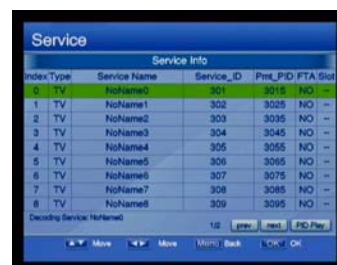 Service
Service Info
Index Type Service Name Service_ID Pmt_PID FTA Slot
0 TV NoName0 301 3015 NO --
1 TV NoName1 302 3025 NO --
2 TV NoName2 303 3035 NO --
3 TV NoName3 304 3045 NO --
4 TV NoName4 305 3055 NO --
5 TV NoName5 306 3065 NO --
6 TV NoName6 307 3075 NO --
7 TV NoName7 308 3085 NO --
8 TV NoName8 309 3095 NO --
Decoding Service: NoName0
1/2 prev next PID Play
Move Move Menu Back OK OK